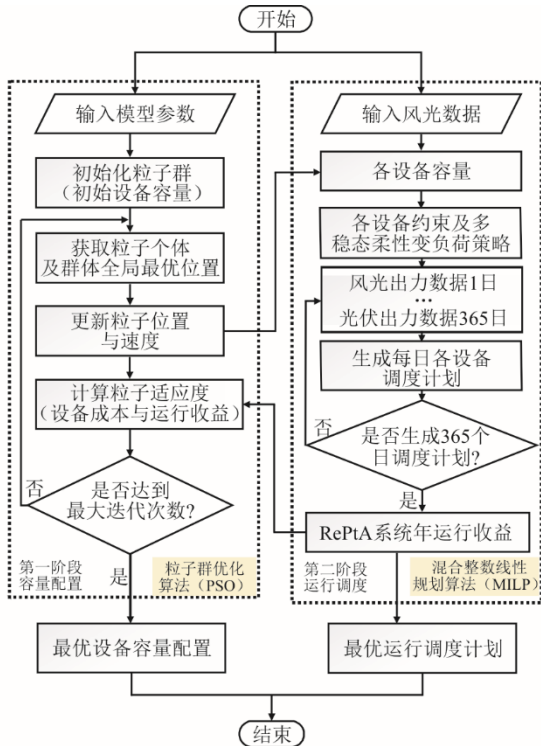 开始
输入模型参数
初始化粒子群
（初始设备容量）
获取粒子个体
及群体全局最优位置
更新粒子位置
与速度
计算粒子适应度
（设备成本与运行收益）
否
是否达到
最大迭代次数?
第一阶段
容量配置
是
粒子群优化
算法（PSO）
最优设备容量配置
输入风光数据
各设备容量
各设备约束及多
稳态柔性变负荷策略
风光出力数据1日
…
光伏出力数据365日
生成每日各设备
调度计划
否
是否生成365个
日调度计划?
是
RePtA系统年运行收益
第二阶段
运行调度
混合整数线性
规划算法（MILP）
最优运行调度计划
结束